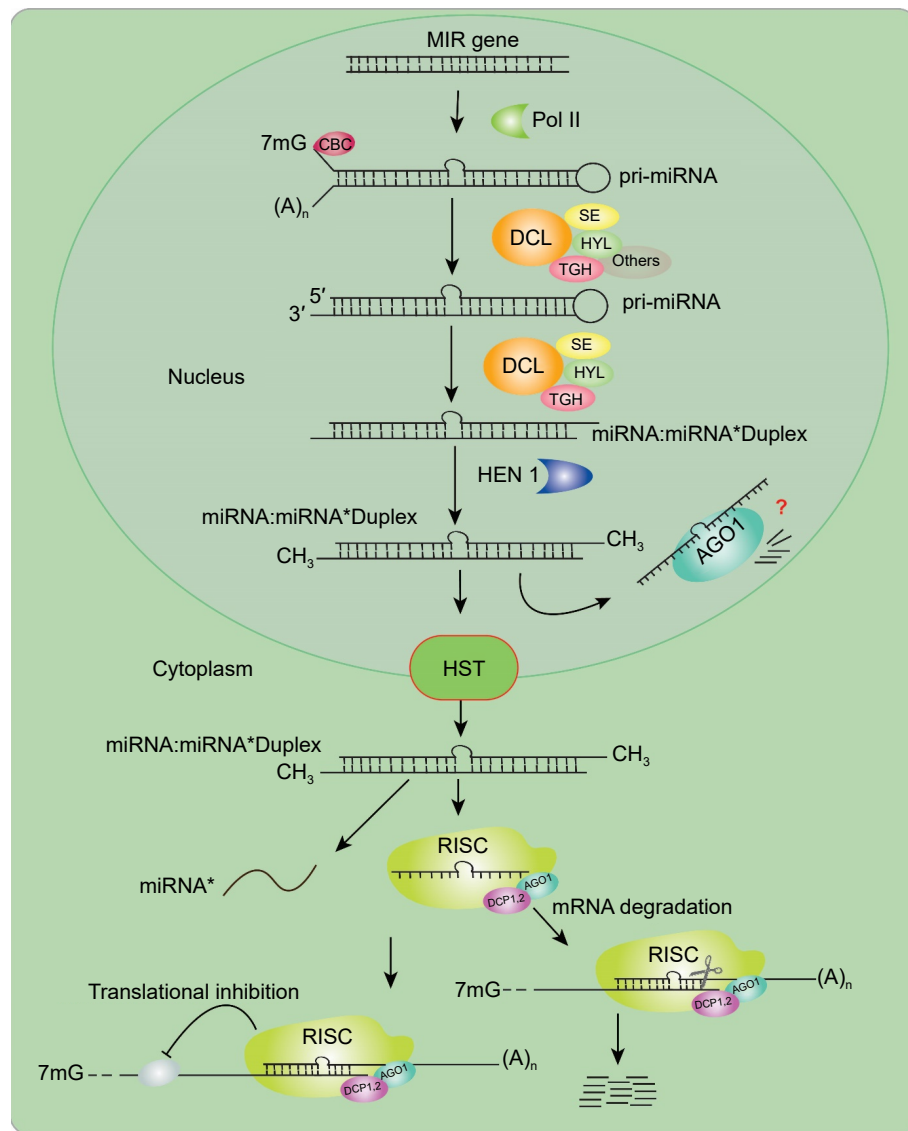 MIR gene
Pol II
7mG
CBC
pri-miRNA
(A)n
DCL
SE
HYL
TGH
Others
5′
3′
pri-miRNA
DCL
SE
HYL
TGH
Nucleus
miRNA:miRNA*Duplex
HEN 1
miRNA:miRNA*Duplex
CH3
CH3
AGO1
?
HST
Cytoplasm
miRNA:miRNA*Duplex
CH3
CH3
RISC
DCP1,2
AGO1
miRNA*
mRNA degradation
RISC
7mG
(A)n
DCP1,2
AGO1
Translational inhibition
RISC
7mG
(A)n
DCP1,2
AGO1